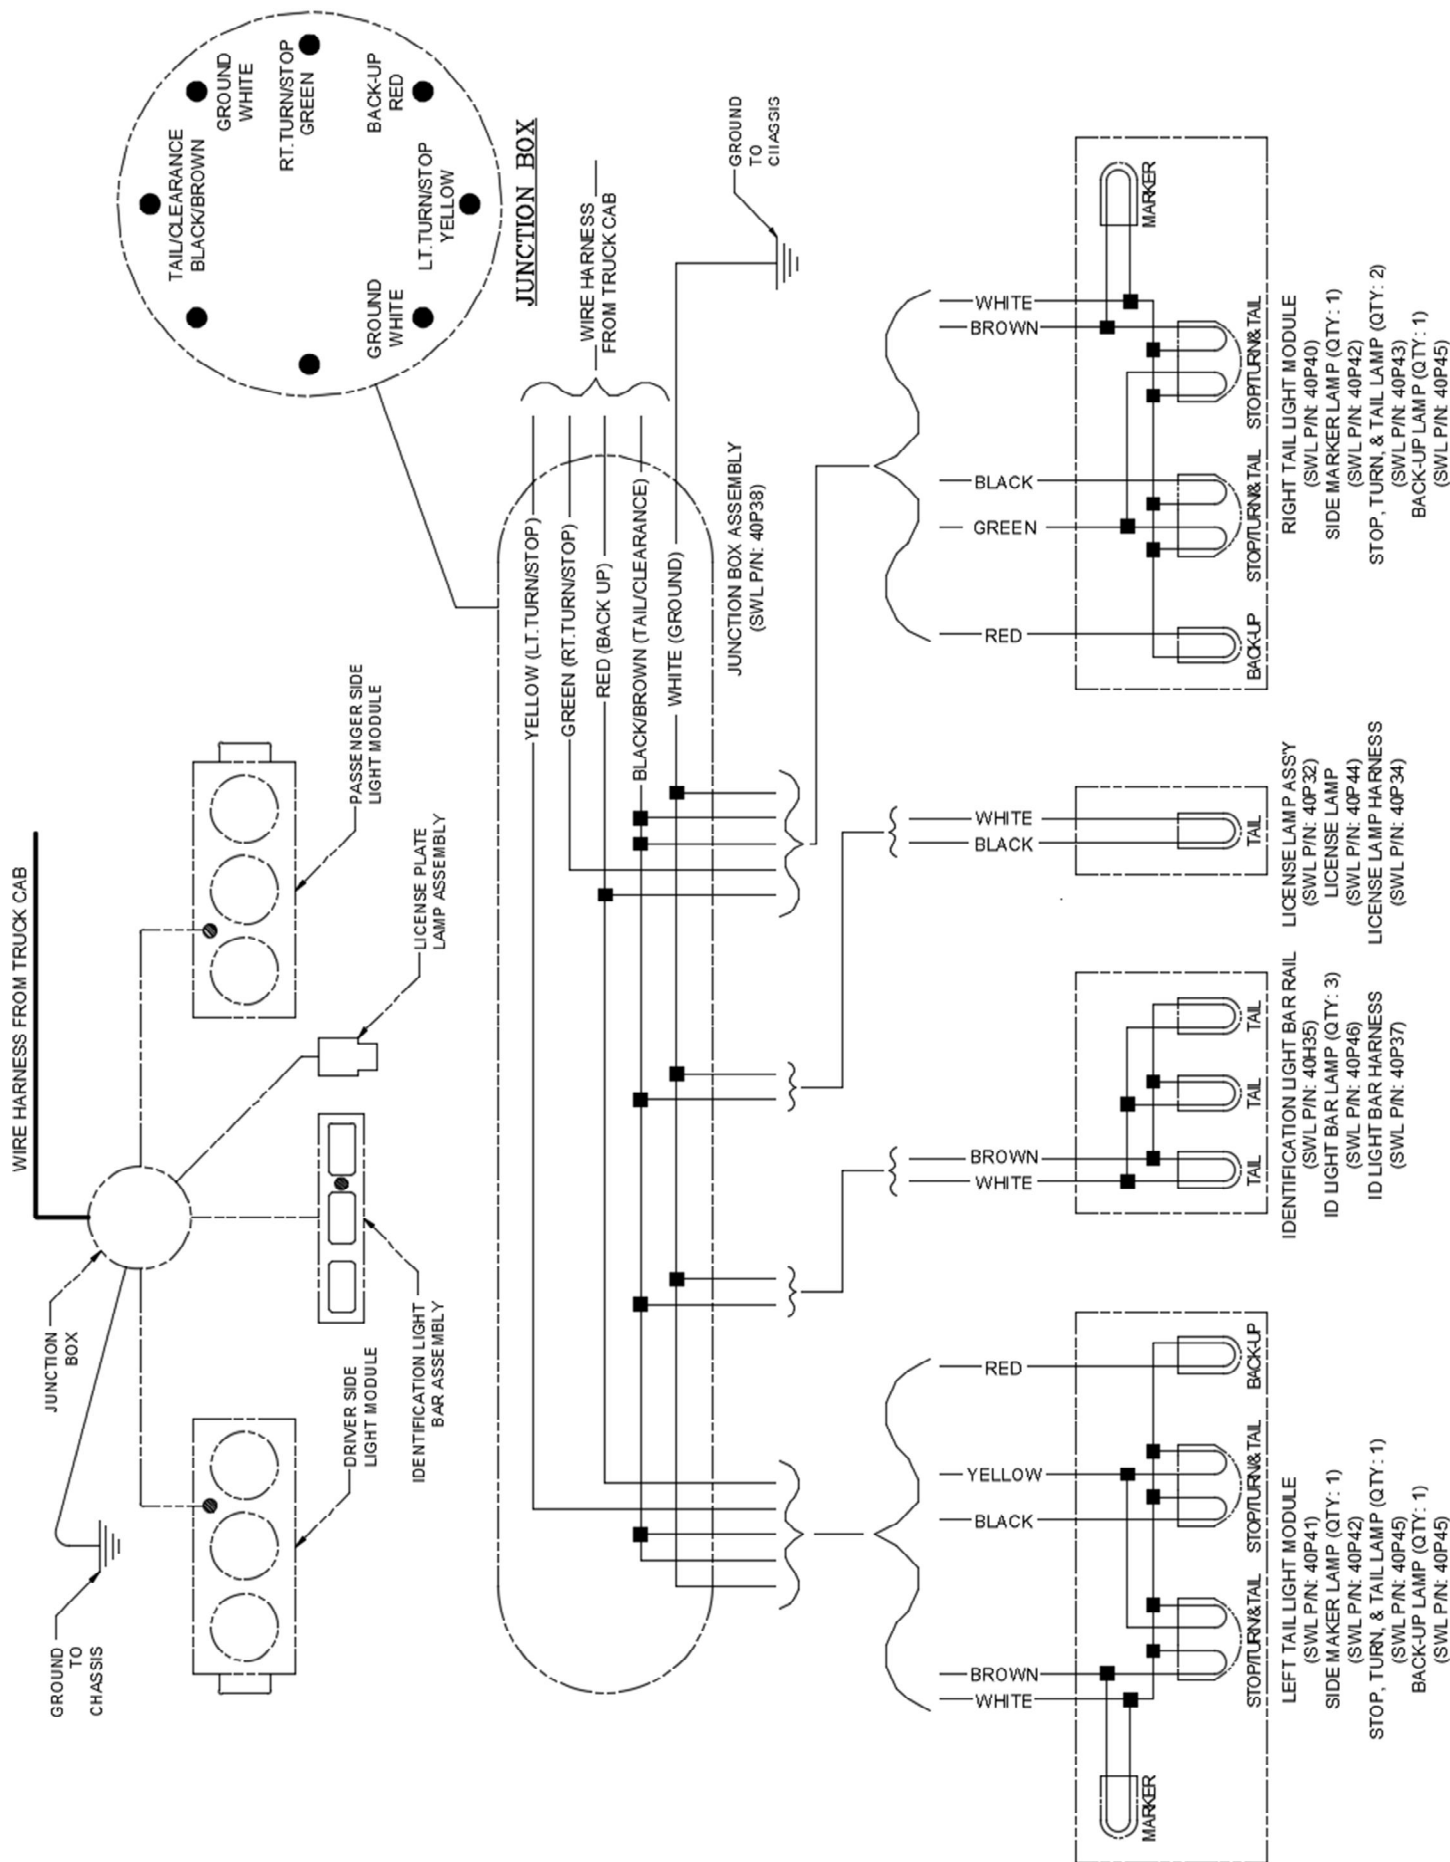 WIRE HARNESS FROM TRUCK CAB
GROUND
TO
CHASSIS
JUNCTION
BOX
DRIVER SIDE
LIGHT MODULE
IDENTIFICATION LIGHT
BAR ASSEMBLY
LICENSE PLATE
LAMP ASSEMBLY
PASSENGER SIDE
LIGHT MODULE
TAIL/CLEARANCE
BLACK/BROWN
GROUND
WHITE
RT.TURN/STOP
GREEN
BACK-UP
RED
LT.TURN/STOP
YELLOW
GROUND
WHITE
JUNCTION BOX
WIRE HARNESS
FROM TRUCK CAB
YELLOW (LT.TURN/STOP)
GREEN (RT.TURN/STOP)
RED (BACK UP)
BLACK/BROWN (TAIL/CLEARANCE)
WHITE (GROUND)
JUNCTION BOX ASSEMBLY
(SWL P/N: 40P38)
GROUND
TO
CHASSIS
WHITE
BROWN
BLACK
YELLOW
RED
MARKER
STOP/TURN&TAIL
STOP/TURN&TAIL
BACK-UP
LEFT TAIL LIGHT MODULE
(SWL P/N: 40P41)
SIDE MAKER LAMP (QTY: 1)
(SWL P/N: 40P42)
STOP, TURN, & TAIL LAMP (QTY: 1)
(SWL P/N: 40P45)
BACK-UP LAMP (QTY: 1)
(SWL P/N: 40P45)
WHITE
BROWN
TAIL
TAIL
TAIL
IDENTIFICATION LIGHT BAR RAIL
(SWL P/N: 40H35)
ID LIGHT BAR LAMP (QTY: 3)
(SWL P/N: 40P46)
ID LIGHT BAR HARNESS
(SWL P/N: 40P37)
BLACK
WHITE
TAIL
LICENSE LAMP ASS'Y
(SWL P/N: 40P32)
LICENSE LAMP
(SWL P/N: 40P44)
LICENSE LAMP HARNESS
(SWL P/N: 40P34)
RED
GREEN
BLACK
BROWN
WHITE
BACK-UP
STOP/TURN&TAIL
STOP/TURN&TAIL
MARKER
RIGHT TAIL LIGHT MODULE
(SWL P/N: 40P40)
SIDE MARKER LAMP (QTY: 1)
(SWL P/N: 40P42)
STOP, TURN, & TAIL LAMP (QTY: 2)
(SWL P/N: 40P43)
BACK-UP LAMP (QTY: 1)
(SWL P/N: 40P45)